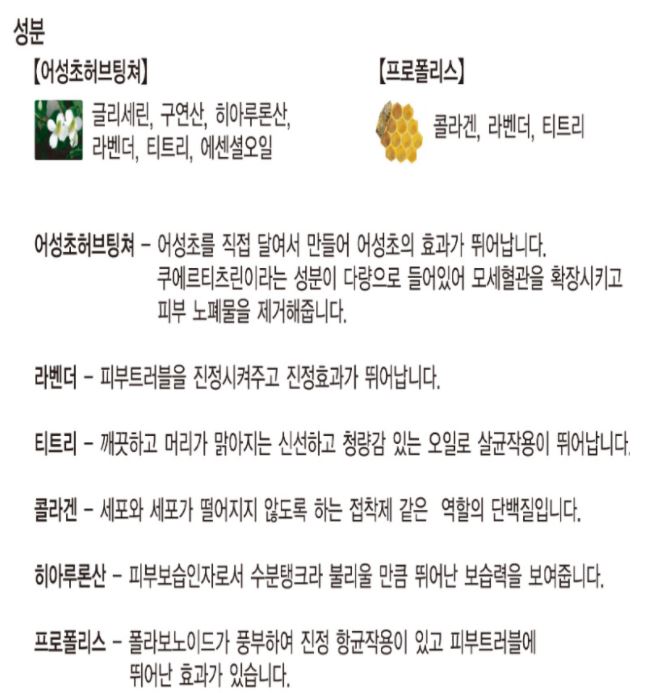 성분
【어성초허브팅쳐】
글리세린, 구연산, 히아루론산,
라벤더, 티트리, 에센셜오일
【프로폴리스】
콜라겐, 라벤더, 티트리
어성초허브팅쳐 – 어성초를 직접 달여서 만들어 어성초의 효과가 뛰어납니다.
쿠에르티츠린이라는 성분이 다량으로 들어있어 모세혈관을 확장시키고
피부 노폐물을 제거해줍니다.
라벤더 – 피부트러블을 진정시켜주고 진정효과가 뛰어납니다.
티트리 – 깨끗하고 머리가 맑아지는 신선하고 청량감 있는 오일로 살균작용이 뛰어납니다.
콜라겐 – 세포와 세포가 떨어지지 않도록 하는 접착제 같은 역할의 단백질입니다.
히아루론산 – 피부보습인자로서 수분탱크라 불리울 만큼 뛰어난 보습력을 보여줍니다.
프로폴리스 – 폴라보노이드가 풍부하여 진정 항균작용이 있고 피부트러블에
뛰어난 효과가 있습니다.